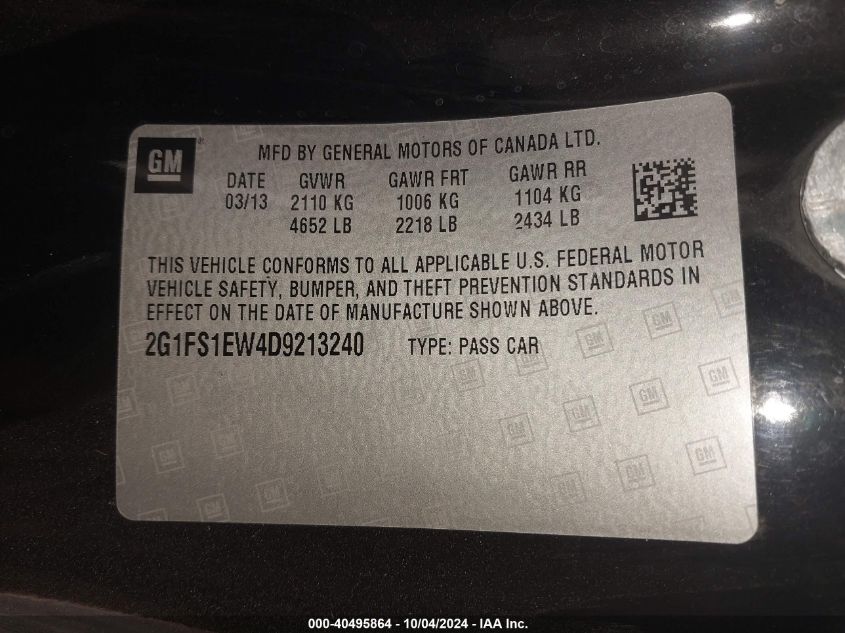 GM
MFD BY GENERAL MOTORS OF CANADA LTD.
DATE GVWR GAWR FRT GAWR RR
03/13 2110 KG 1006 KG 1104 KG
4652 LB 2218 LB 2434 LB
THIS VEHICLE CONFORMS TO ALL APPLICABLE U.S. FEDERAL MOTOR
VEHICLE SAFETY, BUMPER, AND THEFT PREVENTION STANDARDS IN
EFFECT ON THE DATE OF MANUFACTURE SHOWN ABOVE.
2G1FS1EW4D9213240 TYPE: PASS CAR
000-40495864 - 10/04/2024 - IAA Inc.